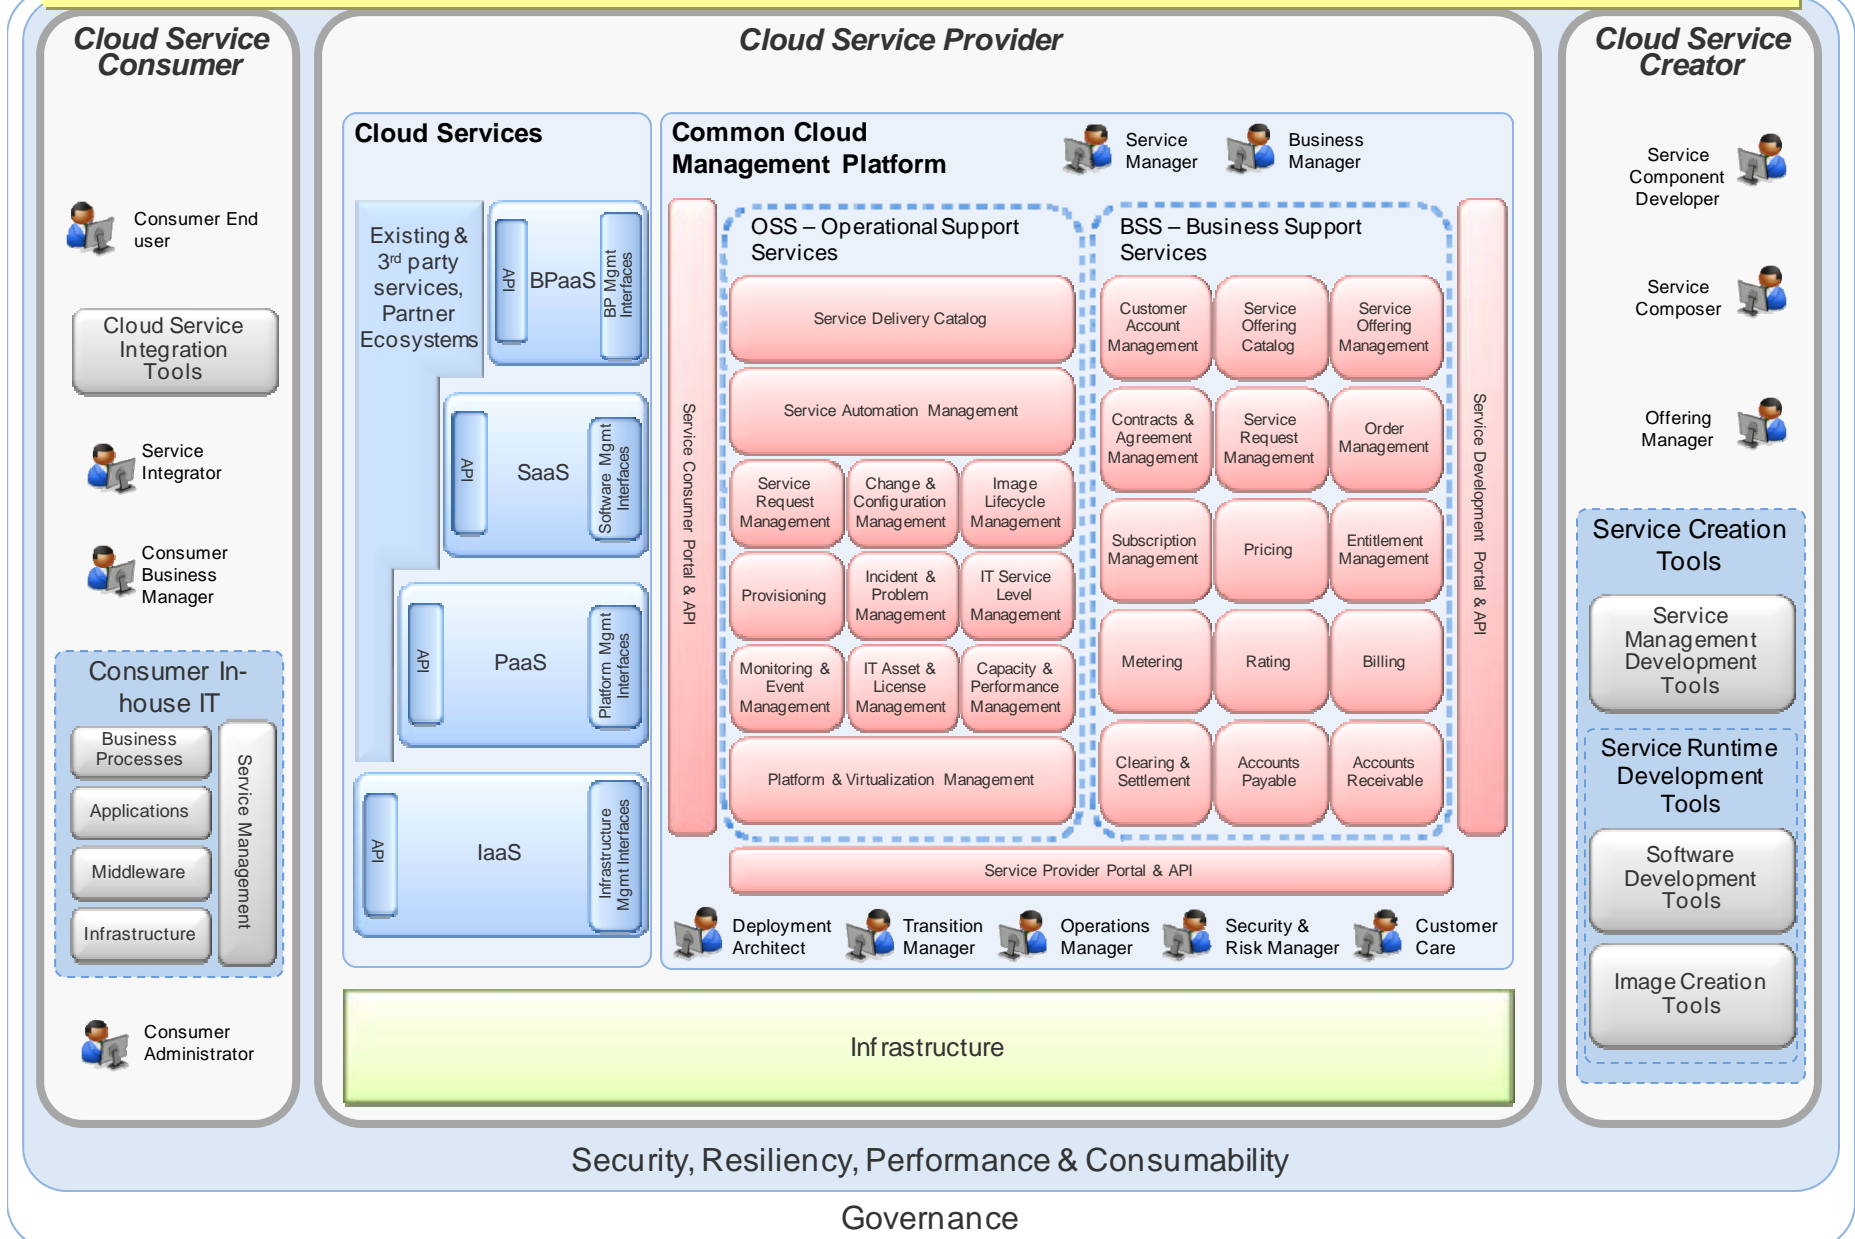 Cloud Service
Consumer
Consumer End
user
Cloud Service
Integration
Tools
Service
Integrator
Consumer
Business
Manager
Consumer In-
house IT
Business
Processes
Applications
Middleware
Infrastructure
Service Management
Consumer
Administrator
Cloud Service Provider
Cloud Services
Existing &
3rd party
services,
Partner
Ecosystems
API
BPaaS
BP Mgmt
Interfaces
API
SaaS
Software Mgmt
Interfaces
API
PaaS
Platform Mgmt
Interfaces
API
IaaS
Infrastructure
Mgmt Interfaces
Common Cloud
Management Platform
Service
Manager
Business
Manager
Service Consumer Portal & API
OSS – Operational Support
Services
Service Delivery Catalog
Service Automation Management
Service
Request
Management
Change &
Configuration
Management
Image
Lifecycle
Management
Provisioning
Incident &
Problem
Management
IT Service
Level
Management
Monitoring &
Event
Management
IT Asset &
License
Management
Capacity &
Performance
Management
Platform & Virtualization Management
BSS – Business Support
Services
Customer
Account
Management
Service
Offering
Catalog
Service
Offering
Management
Contracts &
Agreement
Management
Service
Request
Management
Order
Management
Subscription
Management
Pricing
Entitlement
Management
Metering
Rating
Billing
Clearing &
Settlement
Accounts
Payable
Accounts
Receivable
Service Development Portal & API
Service Provider Portal & API
Deployment
Architect
Transition
Manager
Operations
Manager
Security &
Risk Manager
Customer
Care
Infrastructure
Cloud Service
Creator
Service
Component
Developer
Service
Composer
Offering
Manager
Service Creation
Tools
Service
Management
Development
Tools
Service Runtime
Development
Tools
Software
Development
Tools
Image Creation
Tools
Security, Resiliency, Performance & Consumability
Governance